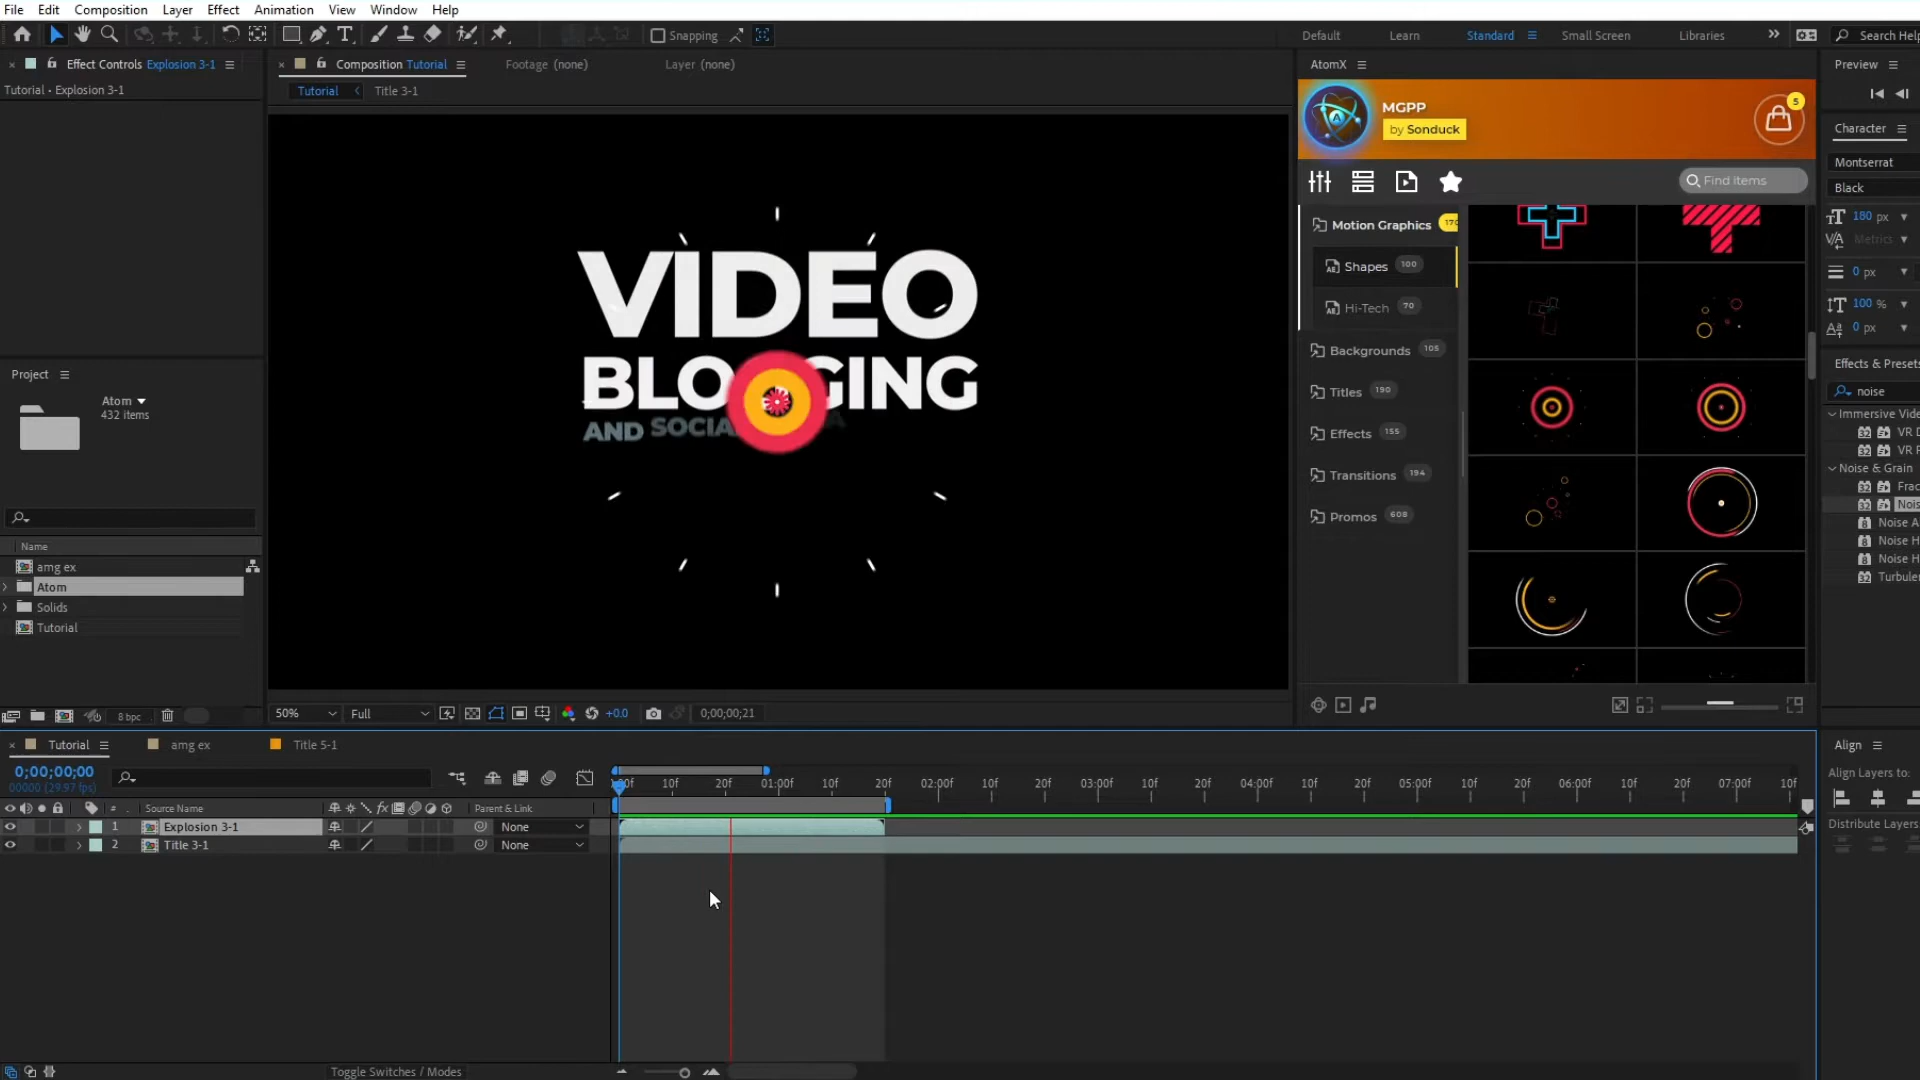 File Edit Composition Layer Effect Animation View Window Help
Snapping
Default Learn Standard Small Screen Libraries
Search Help
Effect Controls Explosion 3-1
Tutorial • Explosion 3-1
Composition Tutorial
Footage (none)
Layer (none)
Tutorial
Title 3-1
VIDEO
BLOGGING
AND SOCIAL
AtomX
MGPP
by Sonduck
5
Find items
Motion Graphics
Shapes 100
Hi-Tech 70
Backgrounds 105
Titles 190
Effects 155
Transitions 194
Promos 608
Preview
Character
Montserrat
Black
180 px
Metrics
0 px
100 %
0 px
Effects & Presets
noise
Immersive Vide
VR D
VR F
Noise & Grain
Frac
Nois
Noise A
Noise H
Noise H
Turbulen
Project
Atom
432 items
Name
amg ex
Atom
Solids
Tutorial
8 bpc
50% Full +0.0 0;00;00;21
Tutorial
amg ex
Title 5-1
0;00;00;00
00000 (29.97 fps)
# Source Name Parent & Link
1 Explosion 3-1 None
2 Title 3-1 None
10f 20f 01:00f 10f 20f 02:00f 10f 20f 03:00f 10f 20f 04:00f 10f 20f 05:00f 10f 20f 06:00f 10f 20f 07:00f 10f
Toggle Switches / Modes
Align
Align Layers to:
Distribute Layers: